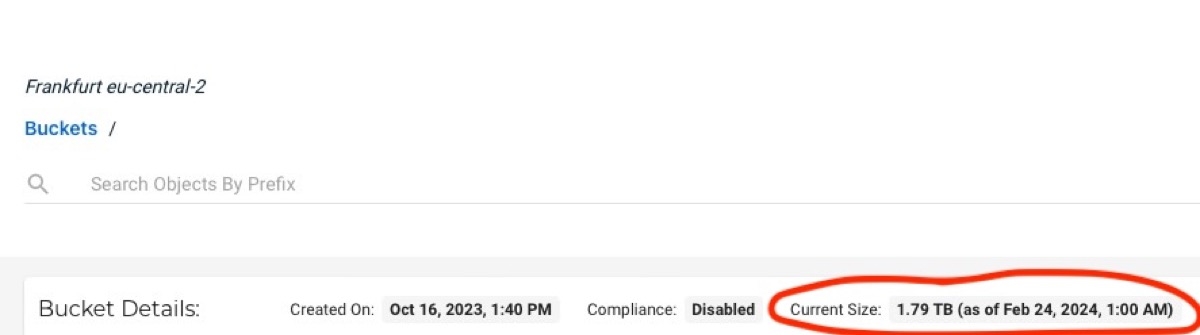 Frankfurt eu-central-2
Buckets /
Search Objects By Prefix
Bucket Details: Created On: Oct 16, 2023, 1:40 PM Compliance: Disabled Current Size: 1.79 TB (as of Feb 24, 2024, 1:00 AM)